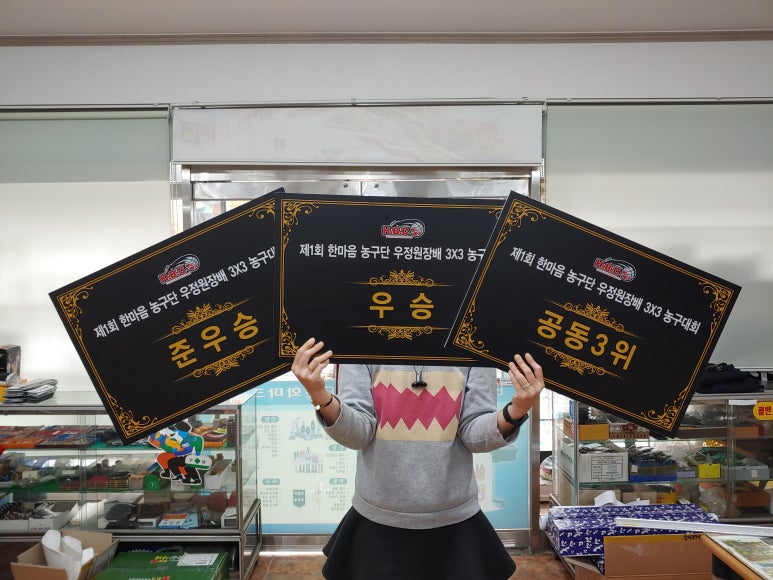 제1회 한마음 농구단 우정원장배 3X3 농구대
준우승
제1회 한마음 농구단 우정원장배 3X3 농구
우승
제1회 한마음 농구단 우정원장배 3X3 농구대회
공동3위